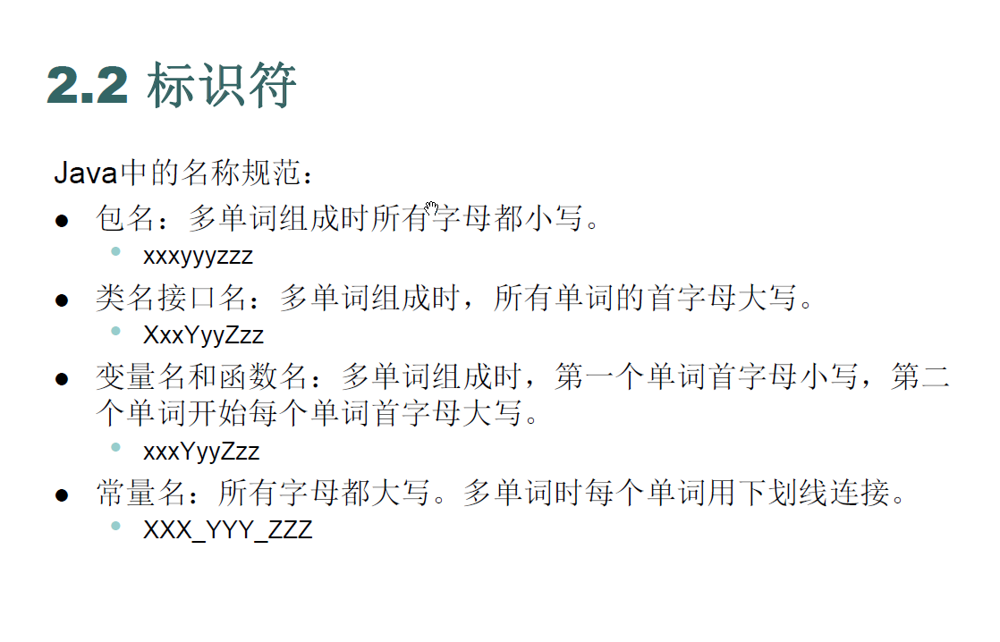 2.2 标识符
Java中的名称规范：
包名：多单词组成时所有字母都小写。
xxxyyyzzz
类名接口名：多单词组成时，所有单词的首字母大写。
XxxYyyZzz
变量名和函数名：多单词组成时，第一个单词首字母小写，第二
个单词开始每个单词首字母大写。
xxxYyyZzz
常量名：所有字母都大写。多单词时每个单词用下划线连接。
XXX_YYY_ZZZ